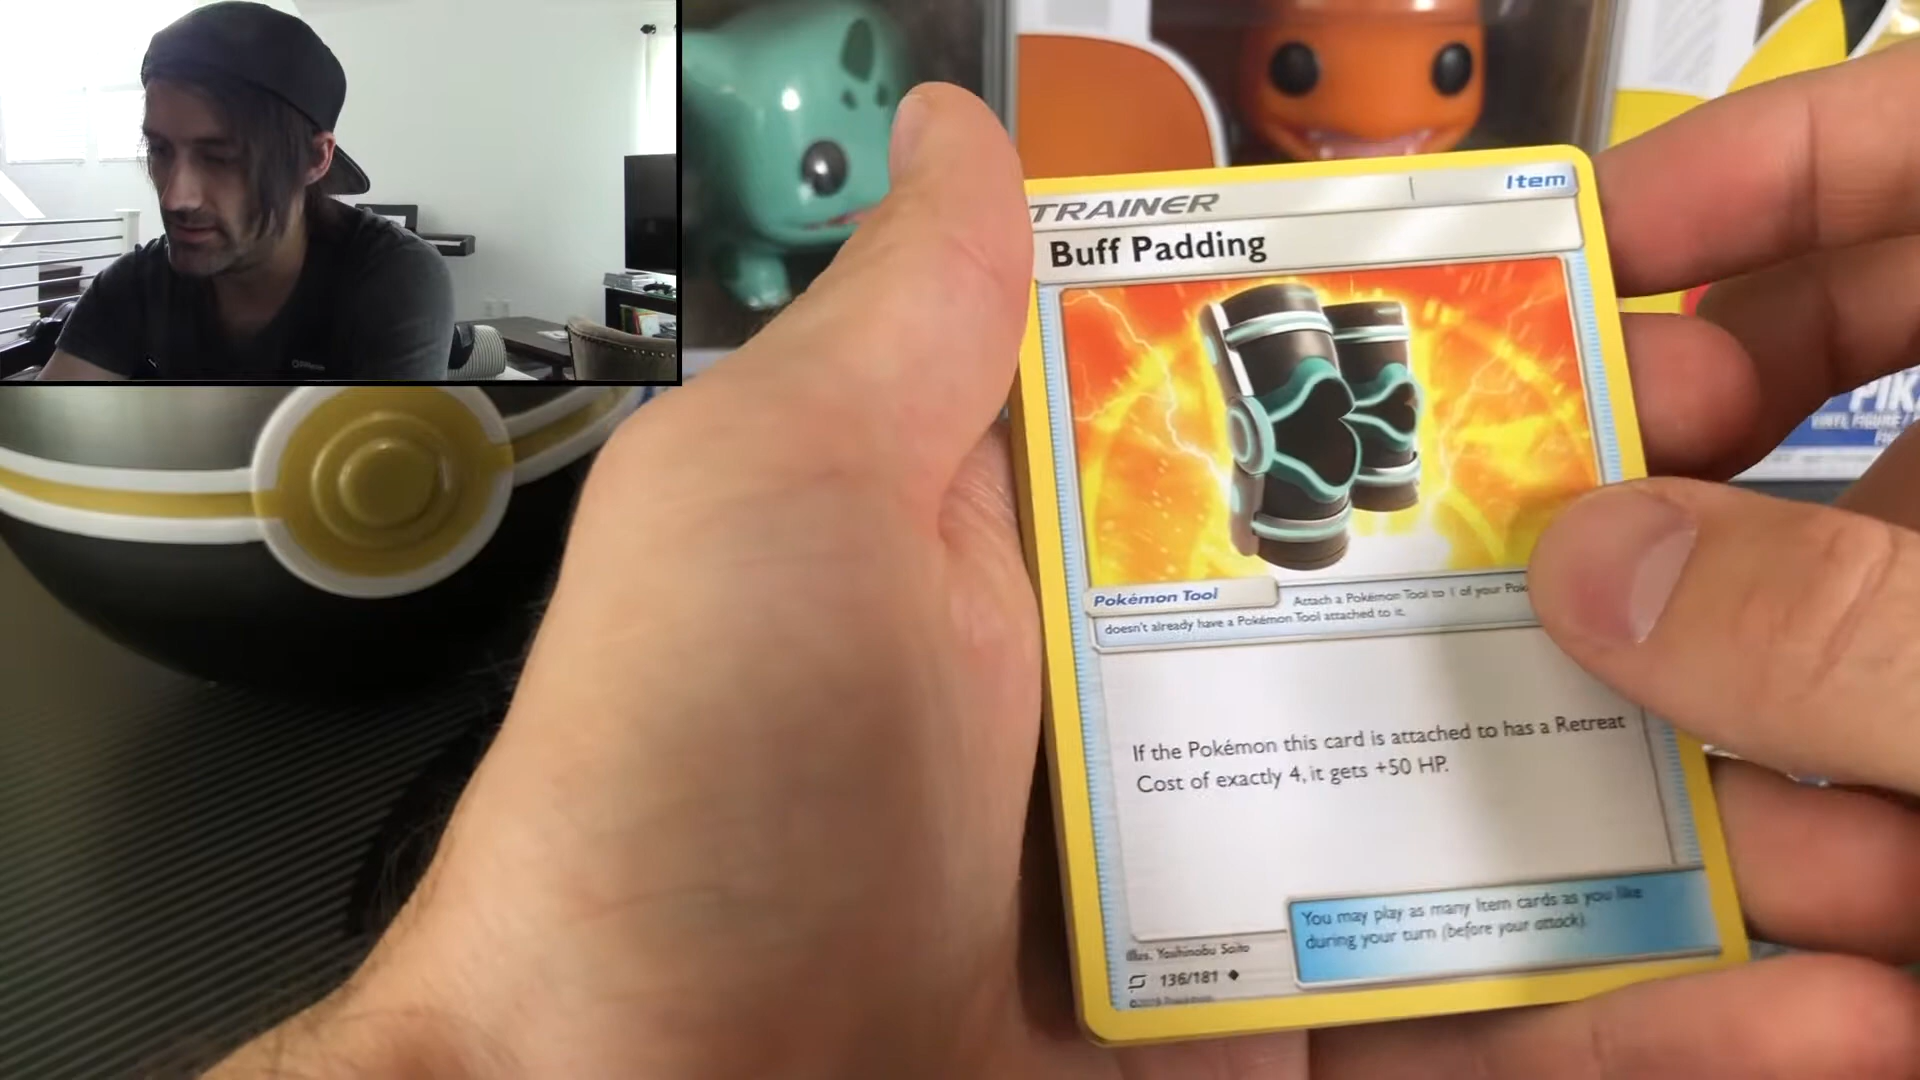 TRAINER
Item
Buff Padding
Pokémon Tool
Attach a Pokémon Tool to 1 of your
doesn't already have a Pokémon Tool attached to it.
If the Pokémon this card is attached to has a Retreat
Cost of exactly 4, it gets +50 HP.
You may play as many Item cards as you like
during your turn (before your attack).
Illus. Yoshinobu Saito
136/181
PIK
VINYL FIGURE